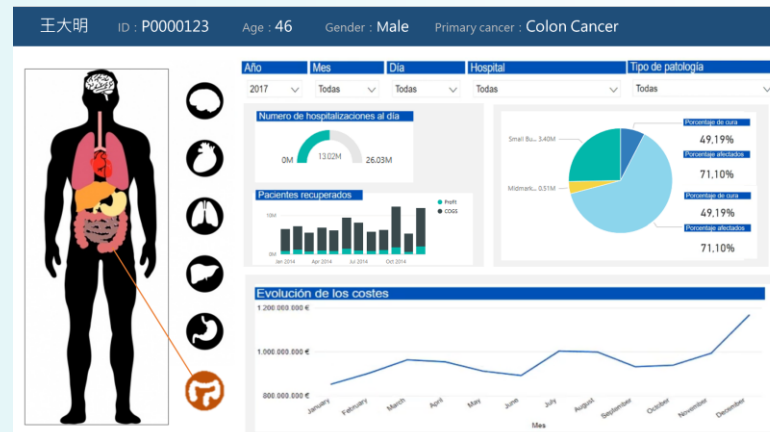 王大明 ID : P0000123 Age : 46 Gender : Male Primary cancer : Colon Cancer
Año Mes Día Hospital Tipo de patología
2017 Todas Todas Todas Todas
Numero de hospitalizaciones al día
0M 13.02M 26.03M
Pacientes recuperados
10M
0M
Jan 2014 Apr 2014 Jul 2014 Oct 2014
Profit
COGS
Small Bu... 3.40M
Midmark... 0.51M
Porcentaje de cura
49,19%
Porcentaje afectados
71,10%
Porcentaje de cura
49,19%
Porcentaje afectados
71,10%
Evolución de los costes
1.200.000.000 €
1.000.000.000 €
800.000.000 €
January February March April May June July August September October November December
Mes